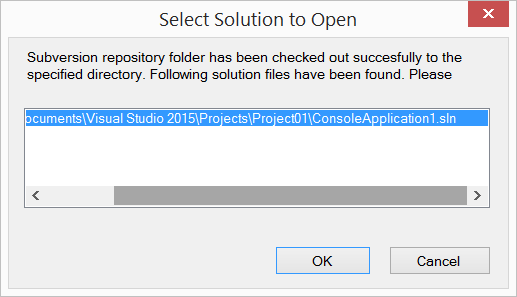 Select Solution to Open
Subversion repository folder has been checked out succesfully to the
specified directory. Following solution files have been found. Please
ocuments\Visual Studio 2015\Projects\Project01\ConsoleApplication1.sln
OK
Cancel